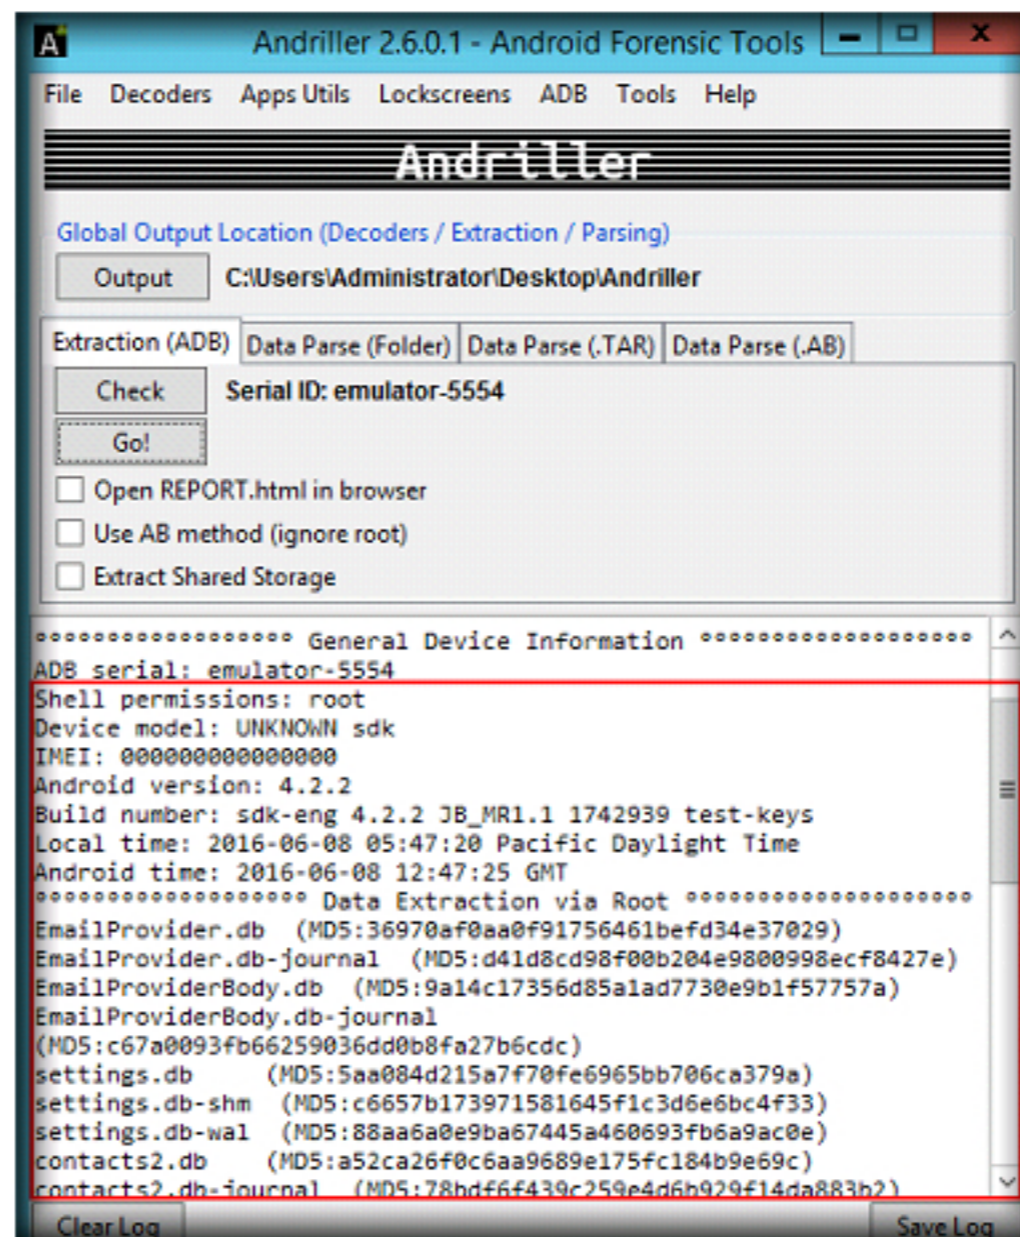 Andriller 2.6.0.1 - Android Forensic Tools
File Decoders Apps Utils Lockscreens ADB Tools Help
Andriller
Global Output Location (Decoders / Extraction / Parsing)
Output C:\Users\Administrator\Desktop\Andriller
Extraction (ADB) Data Parse (Folder) Data Parse (.TAR) Data Parse (.AB)
Check Serial ID: emulator-5554
Go!
Open REPORT.html in browser
Use AB method (ignore root)
Extract Shared Storage
°°°°°°°°°°°°°°°°°° General Device Information °°°°°°°°°°°°°°°°°°°
ADB serial: emulator-5554
Shell permissions: root
Device model: UNKNOWN sdk
IMEI: 000000000000000
Android version: 4.2.2
Build number: sdk-eng 4.2.2 JB_MR1.1 1742939 test-keys
Local time: 2016-06-08 05:47:20 Pacific Daylight Time
Android time: 2016-06-08 12:47:25 GMT
°°°°°°°°°°°°°°°°°°° Data Extraction via Root °°°°°°°°°°°°°°°°°°°°
EmailProvider.db (MD5:36970af0aa0f91756461befd34e37029)
EmailProvider.db-journal (MD5:d41d8cd98f00b204e9800998ecf8427e)
EmailProviderBody.db (MD5:9a14c17356d85a1ad7730e9b1f57757a)
EmailProviderBody.db-journal
(MD5:c67a0093fb66259036dd0b8fa27b6cdc)
settings.db (MD5:5aa084d215a7f70fe6965bb706ca379a)
settings.db-shm (MD5:c6657b173971581645f1c3d6e6bc4f33)
settings.db-wal (MD5:88aa6a0e9ba67445a460693fb6a9ac0e)
contacts2.db (MD5:a52ca26f0c6aa9689e175fc184b9e69c)
contacts2.db-journal (MD5:78bdf6f439c259e4d6b929f14da883b2)
Clear Log Save Log